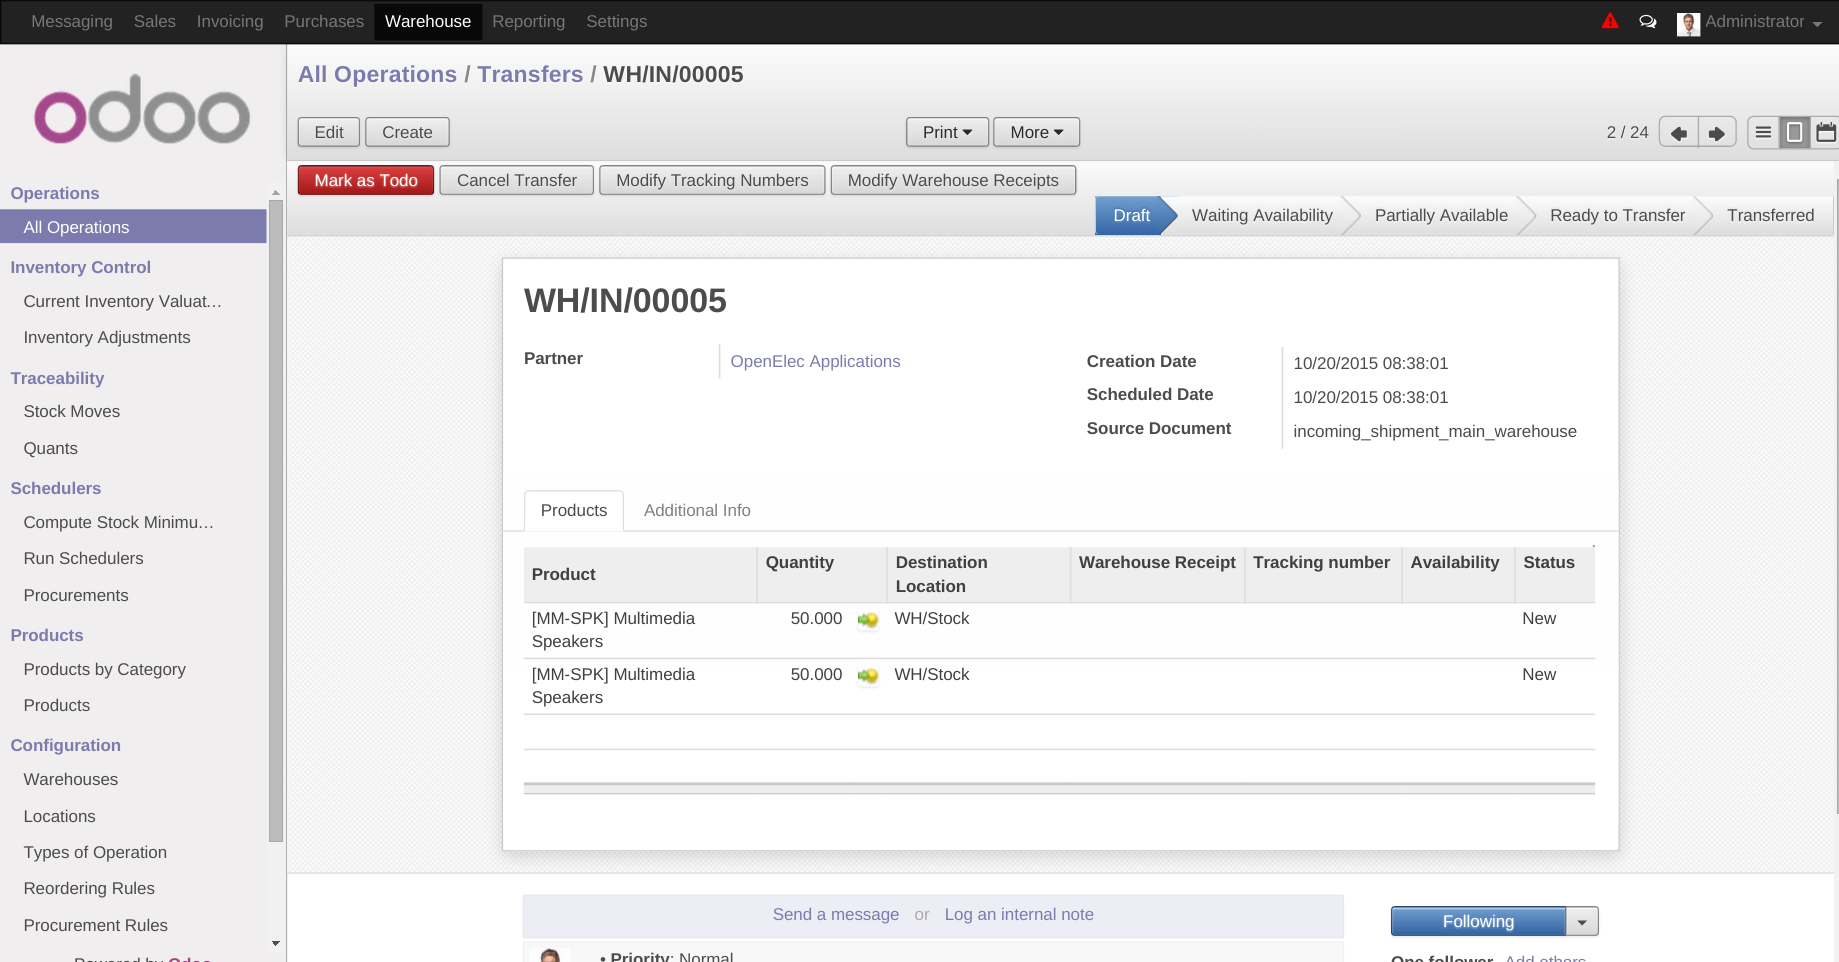 Messaging Sales Invoicing Purchases Warehouse Reporting Settings Administrator
odoo
Operations
All Operations
Inventory Control
Current Inventory Valuat...
Inventory Adjustments
Traceability
Stock Moves
Quants
Schedulers
Compute Stock Minimu...
Run Schedulers
Procurements
Products
Products by Category
Products
Configuration
Warehouses
Locations
Types of Operation
Reordering Rules
Procurement Rules
Powered by Odoo
All Operations / Transfers / WH/IN/00005
Edit Create Print More 2 / 24
Mark as Todo Cancel Transfer Modify Tracking Numbers Modify Warehouse Receipts
Draft Waiting Availability Partially Available Ready to Transfer Transferred
WH/IN/00005
Partner OpenElec Applications
Creation Date 10/20/2015 08:38:01
Scheduled Date 10/20/2015 08:38:01
Source Document incoming_shipment_main_warehouse
Products Additional Info
Product Quantity Destination Location Warehouse Receipt Tracking number Availability Status
[MM-SPK] Multimedia Speakers 50.000 WH/Stock New
[MM-SPK] Multimedia Speakers 50.000 WH/Stock New
Send a message or Log an internal note
Following
• Priority: Normal
One follower Add others